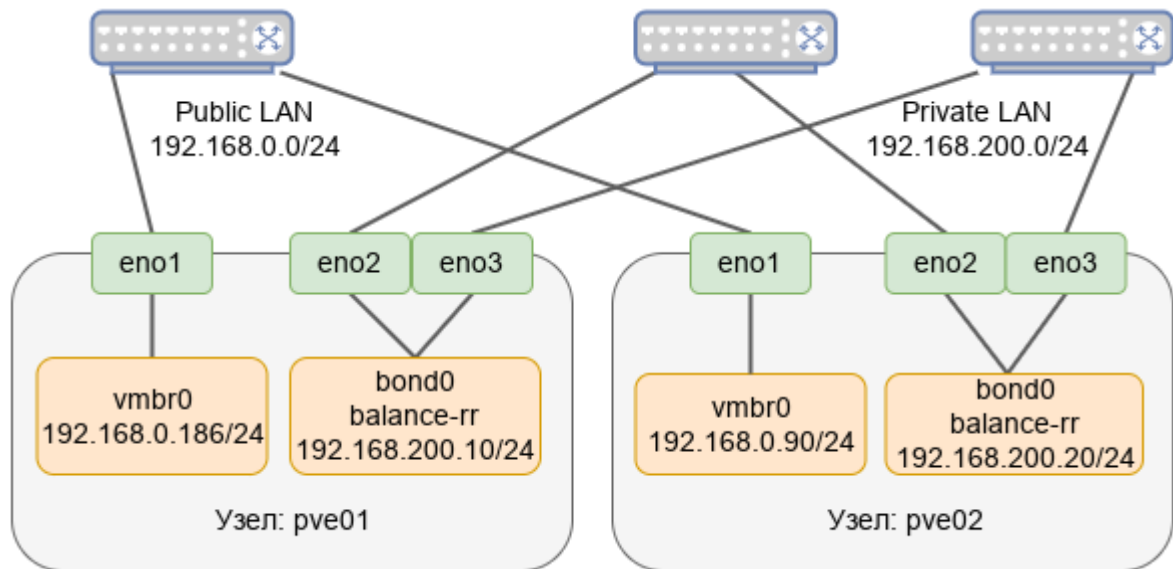 Public LAN
192.168.0.0/24
Private LAN
192.168.200.0/24
eno1
eno2
eno3
eno1
eno2
eno3
vmbr0
192.168.0.186/24
bond0
balance-rr
192.168.200.10/24
vmbr0
192.168.0.90/24
bond0
balance-rr
192.168.200.20/24
Узел: pve01
Узел: pve02